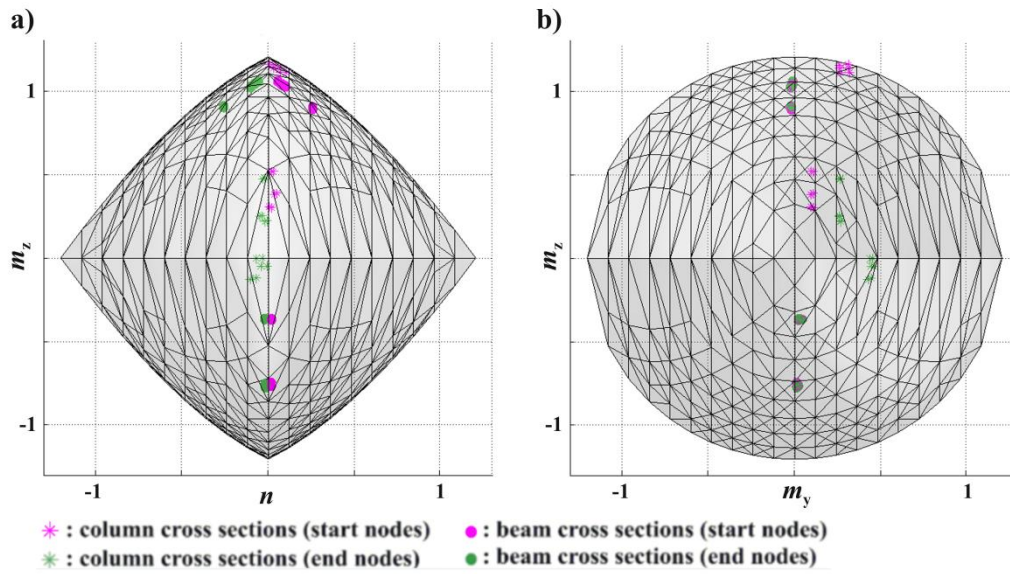 a)
b)
1
m_z
-1
-1
n
1
1
m_z
-1
-1
m_y
1
✳ : column cross sections (start nodes)
● : beam cross sections (start nodes)
✳ : column cross sections (end nodes)
● : beam cross sections (end nodes)